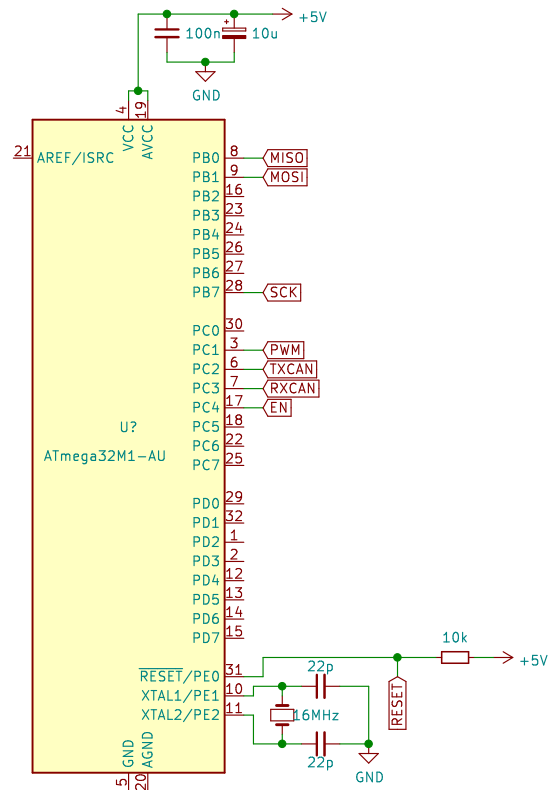 +5V
100n
10u
GND
4
19
VCC
AVCC
21
AREF/ISRC
PB0 8 MISO
PB1 9 MOSI
PB2 16
PB3 23
PB4 24
PB5 26
PB6 27
PB7 28 SCK
PC0 30
PC1 3 PWM
PC2 6 TXCAN
PC3 7 RXCAN
PC4 17 EN
PC5 18
PC6 22
PC7 25
U?
ATmega32M1-AU
PD0 29
PD1 32
PD2 1
PD3 2
PD4 12
PD5 13
PD6 14
PD7 15
RESET/PE0 31
XTAL1/PE1 10
XTAL2/PE2 11
10k
+5V
RESET
22p
16MHz
22p
GND
GND
AGND
5
20